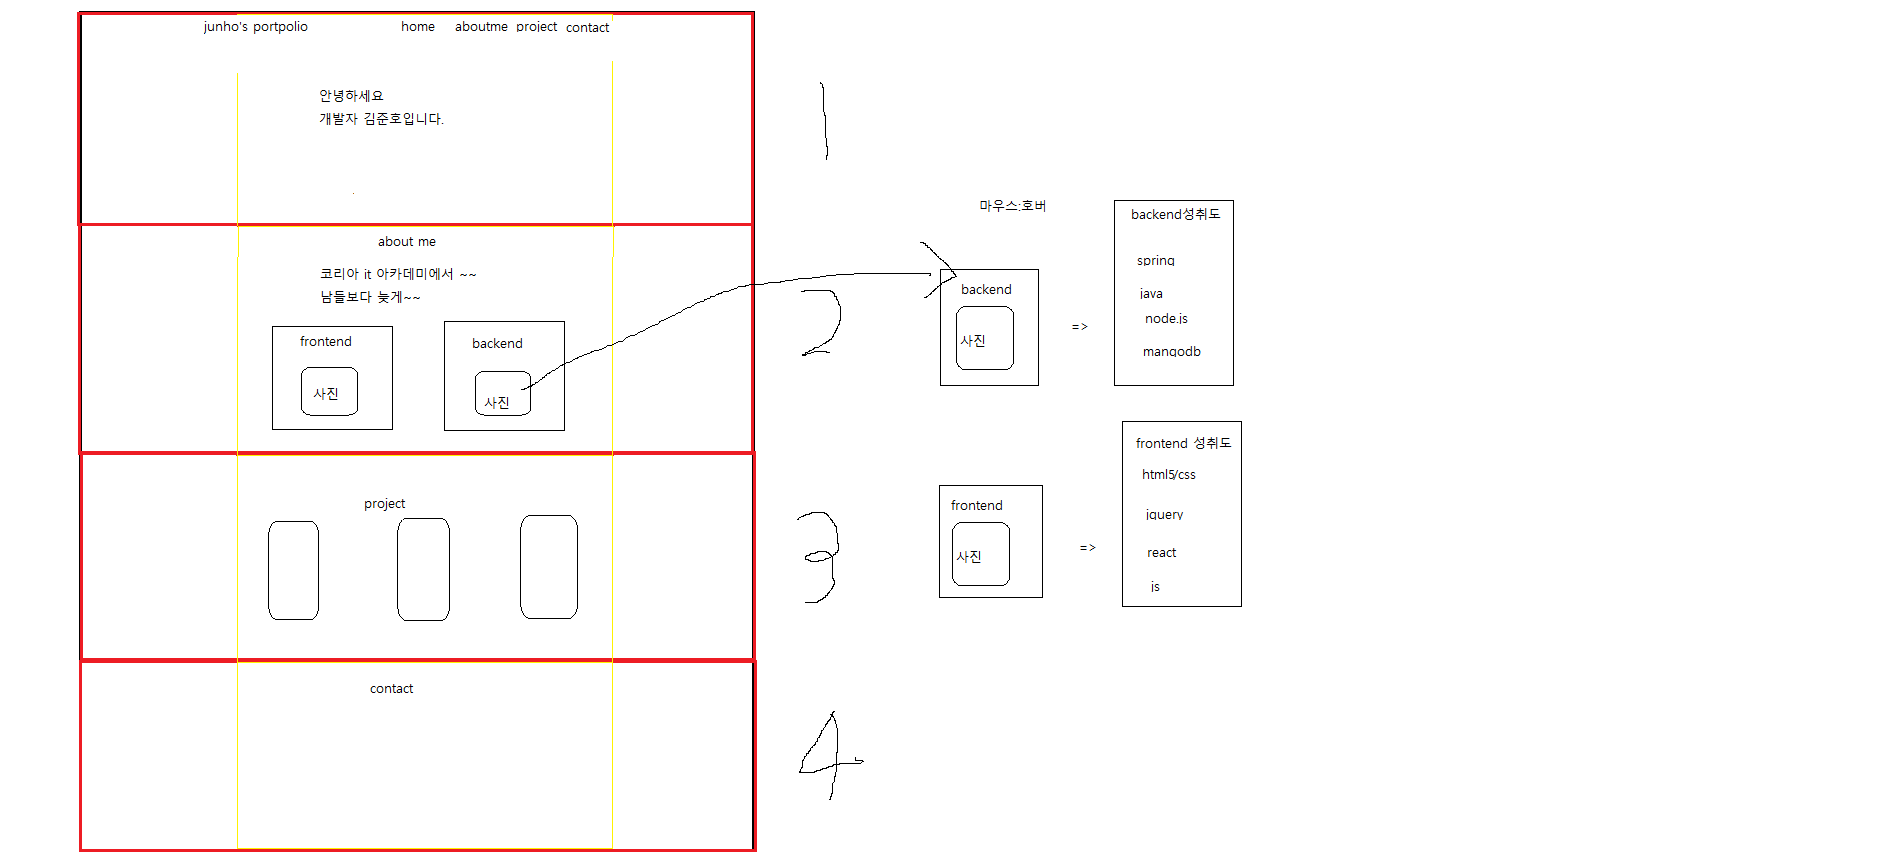 junho's portpolio home aboutme project contact
안녕하세요
개발자 김준호입니다.
1
about me
코리아 it 아카데미에서 ~~
남들보다 늦게~~
frontend
사진
backend
사진
2
마우스:호버
backend
사진
=>
backend성취도
spring
java
node.js
mangodb
project
3
frontend
사진
=>
frontend 성취도
html5/css
jquery
react
js
contact
4